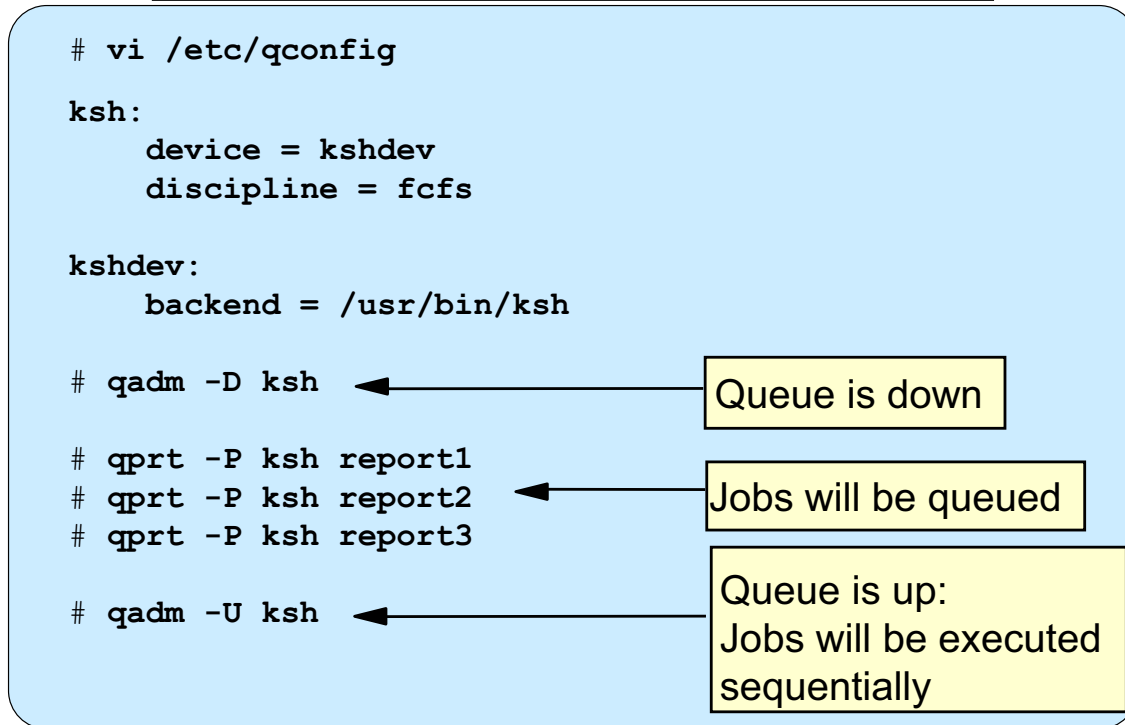 # vi /etc/qconfig
ksh:
device = kshdev
discipline = fcfs
kshdev:
backend = /usr/bin/ksh
# qadm -D ksh
Queue is down
# qprt -P ksh report1
# qprt -P ksh report2
# qprt -P ksh report3
Jobs will be queued
# qadm -U ksh
Queue is up:
Jobs will be executed
sequentially